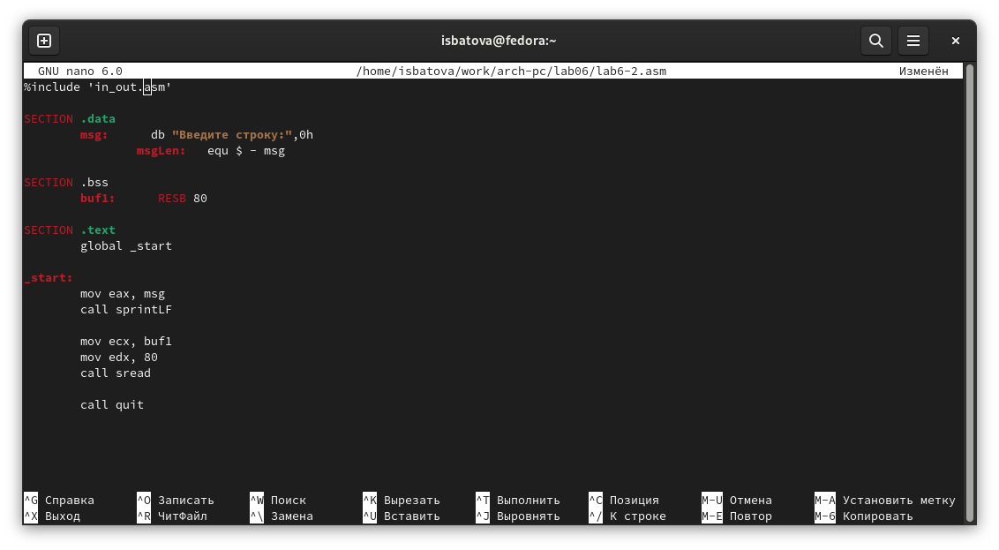 isbatova@fedora:~
GNU nano 6.0 /home/isbatova/work/arch-pc/lab06/lab6-2.asm Изменён
%include 'in_out.asm'
SECTION .data
msg: db "Введите строку:",0h
msgLen: equ $ - msg
SECTION .bss
buf1: RESB 80
SECTION .text
global _start
_start:
mov eax, msg
call sprintLF
mov ecx, buf1
mov edx, 80
call sread
call quit
^G Справка ^O Записать ^W Поиск ^K Вырезать ^T Выполнить ^C Позиция M-U Отмена M-A Установить метку
^X Выход ^R ЧитФайл ^\ Замена ^U Вставить ^J Выровнять ^/ К строке M-E Повтор M-6 Копировать